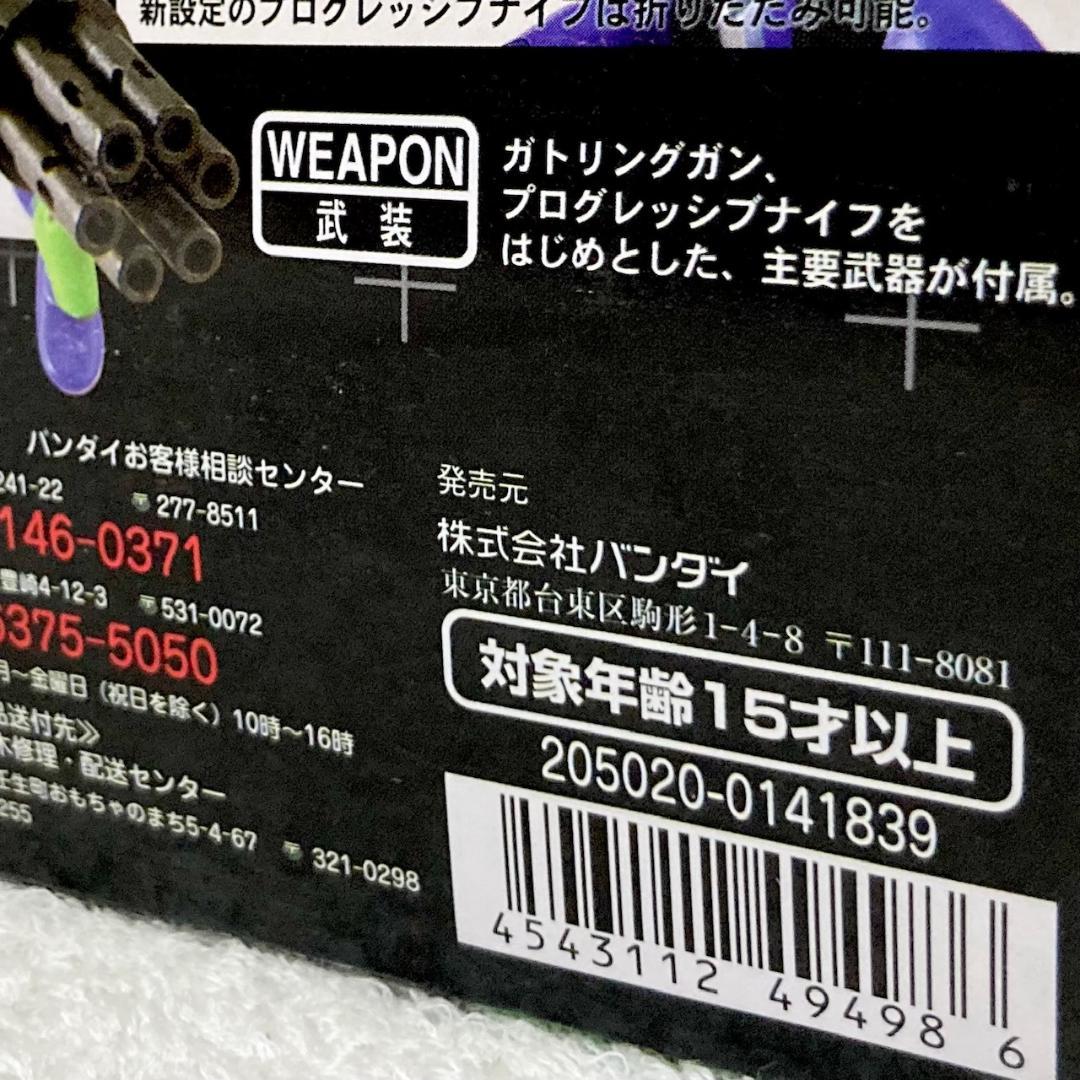 新設定のプログレッシブナイフは折りたたみ可能。
WEAPON
武 装
ガトリングガン、
プログレッシブナイフを
はじめとした、主要武器が付属。
バンダイお客様相談センター
241-22 〒277-8511
146-0371
豊崎4-12-3 〒531-0072
5375-5050
月〜金曜日(祝日を除く)10時〜16時
品送付先》
木修理・配送センター
壬生町おもちゃのまち5-4-67 〒321-0298
255
発売元
株式会社バンダイ
東京都台東区駒形1-4-8 〒111-8081
対象年齢15才以上
205020-0141839
4543112 49498 6